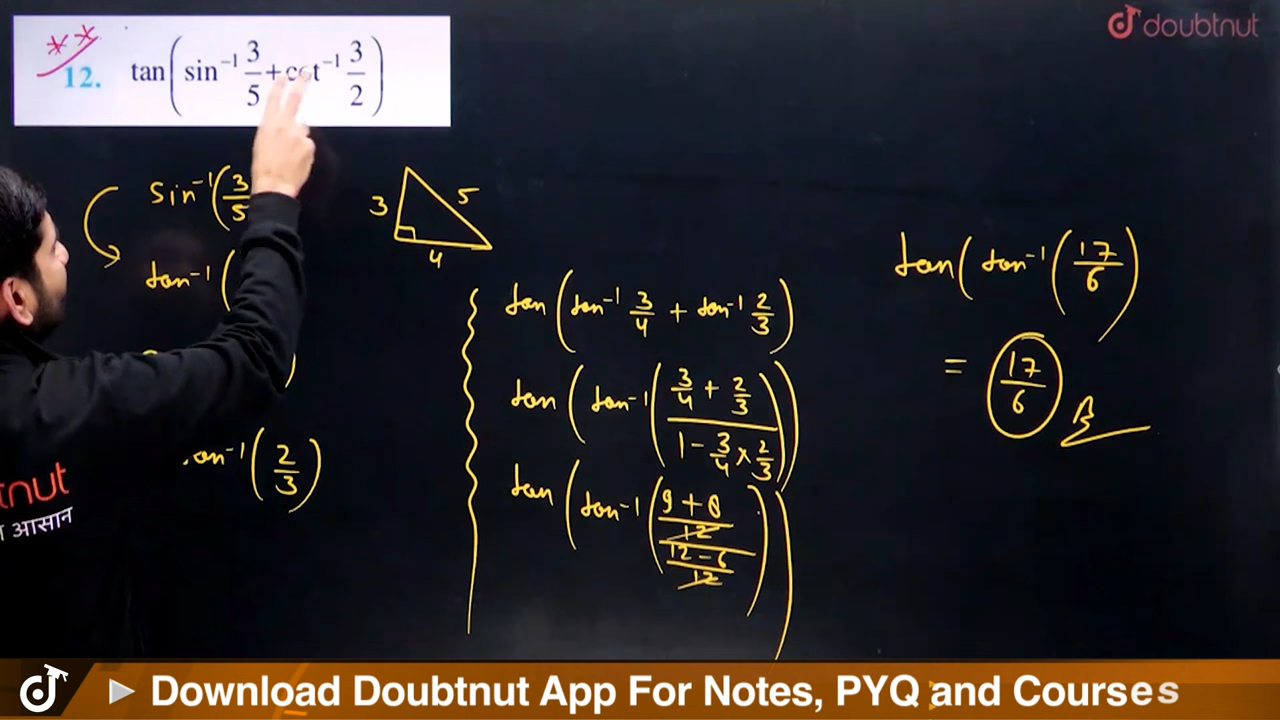 doubtnut
12. tan(sin⁻¹ 3/5 + cot⁻¹ 3/2)
sin⁻¹(3/5
tan⁻¹(
tan⁻¹(2/3)
3
5
4
tan(tan⁻¹ 3/4 + tan⁻¹ 2/3)
tan(tan⁻¹((3/4 + 2/3)/(1 - 3/4 × 2/3)))
tan(tan⁻¹(((9 + 8)/12)/((12 - 6)/12)))
tan(tan⁻¹(17/6)
= 17/6
tnut
आसान
Download Doubtnut App For Notes, PYQ and Courses